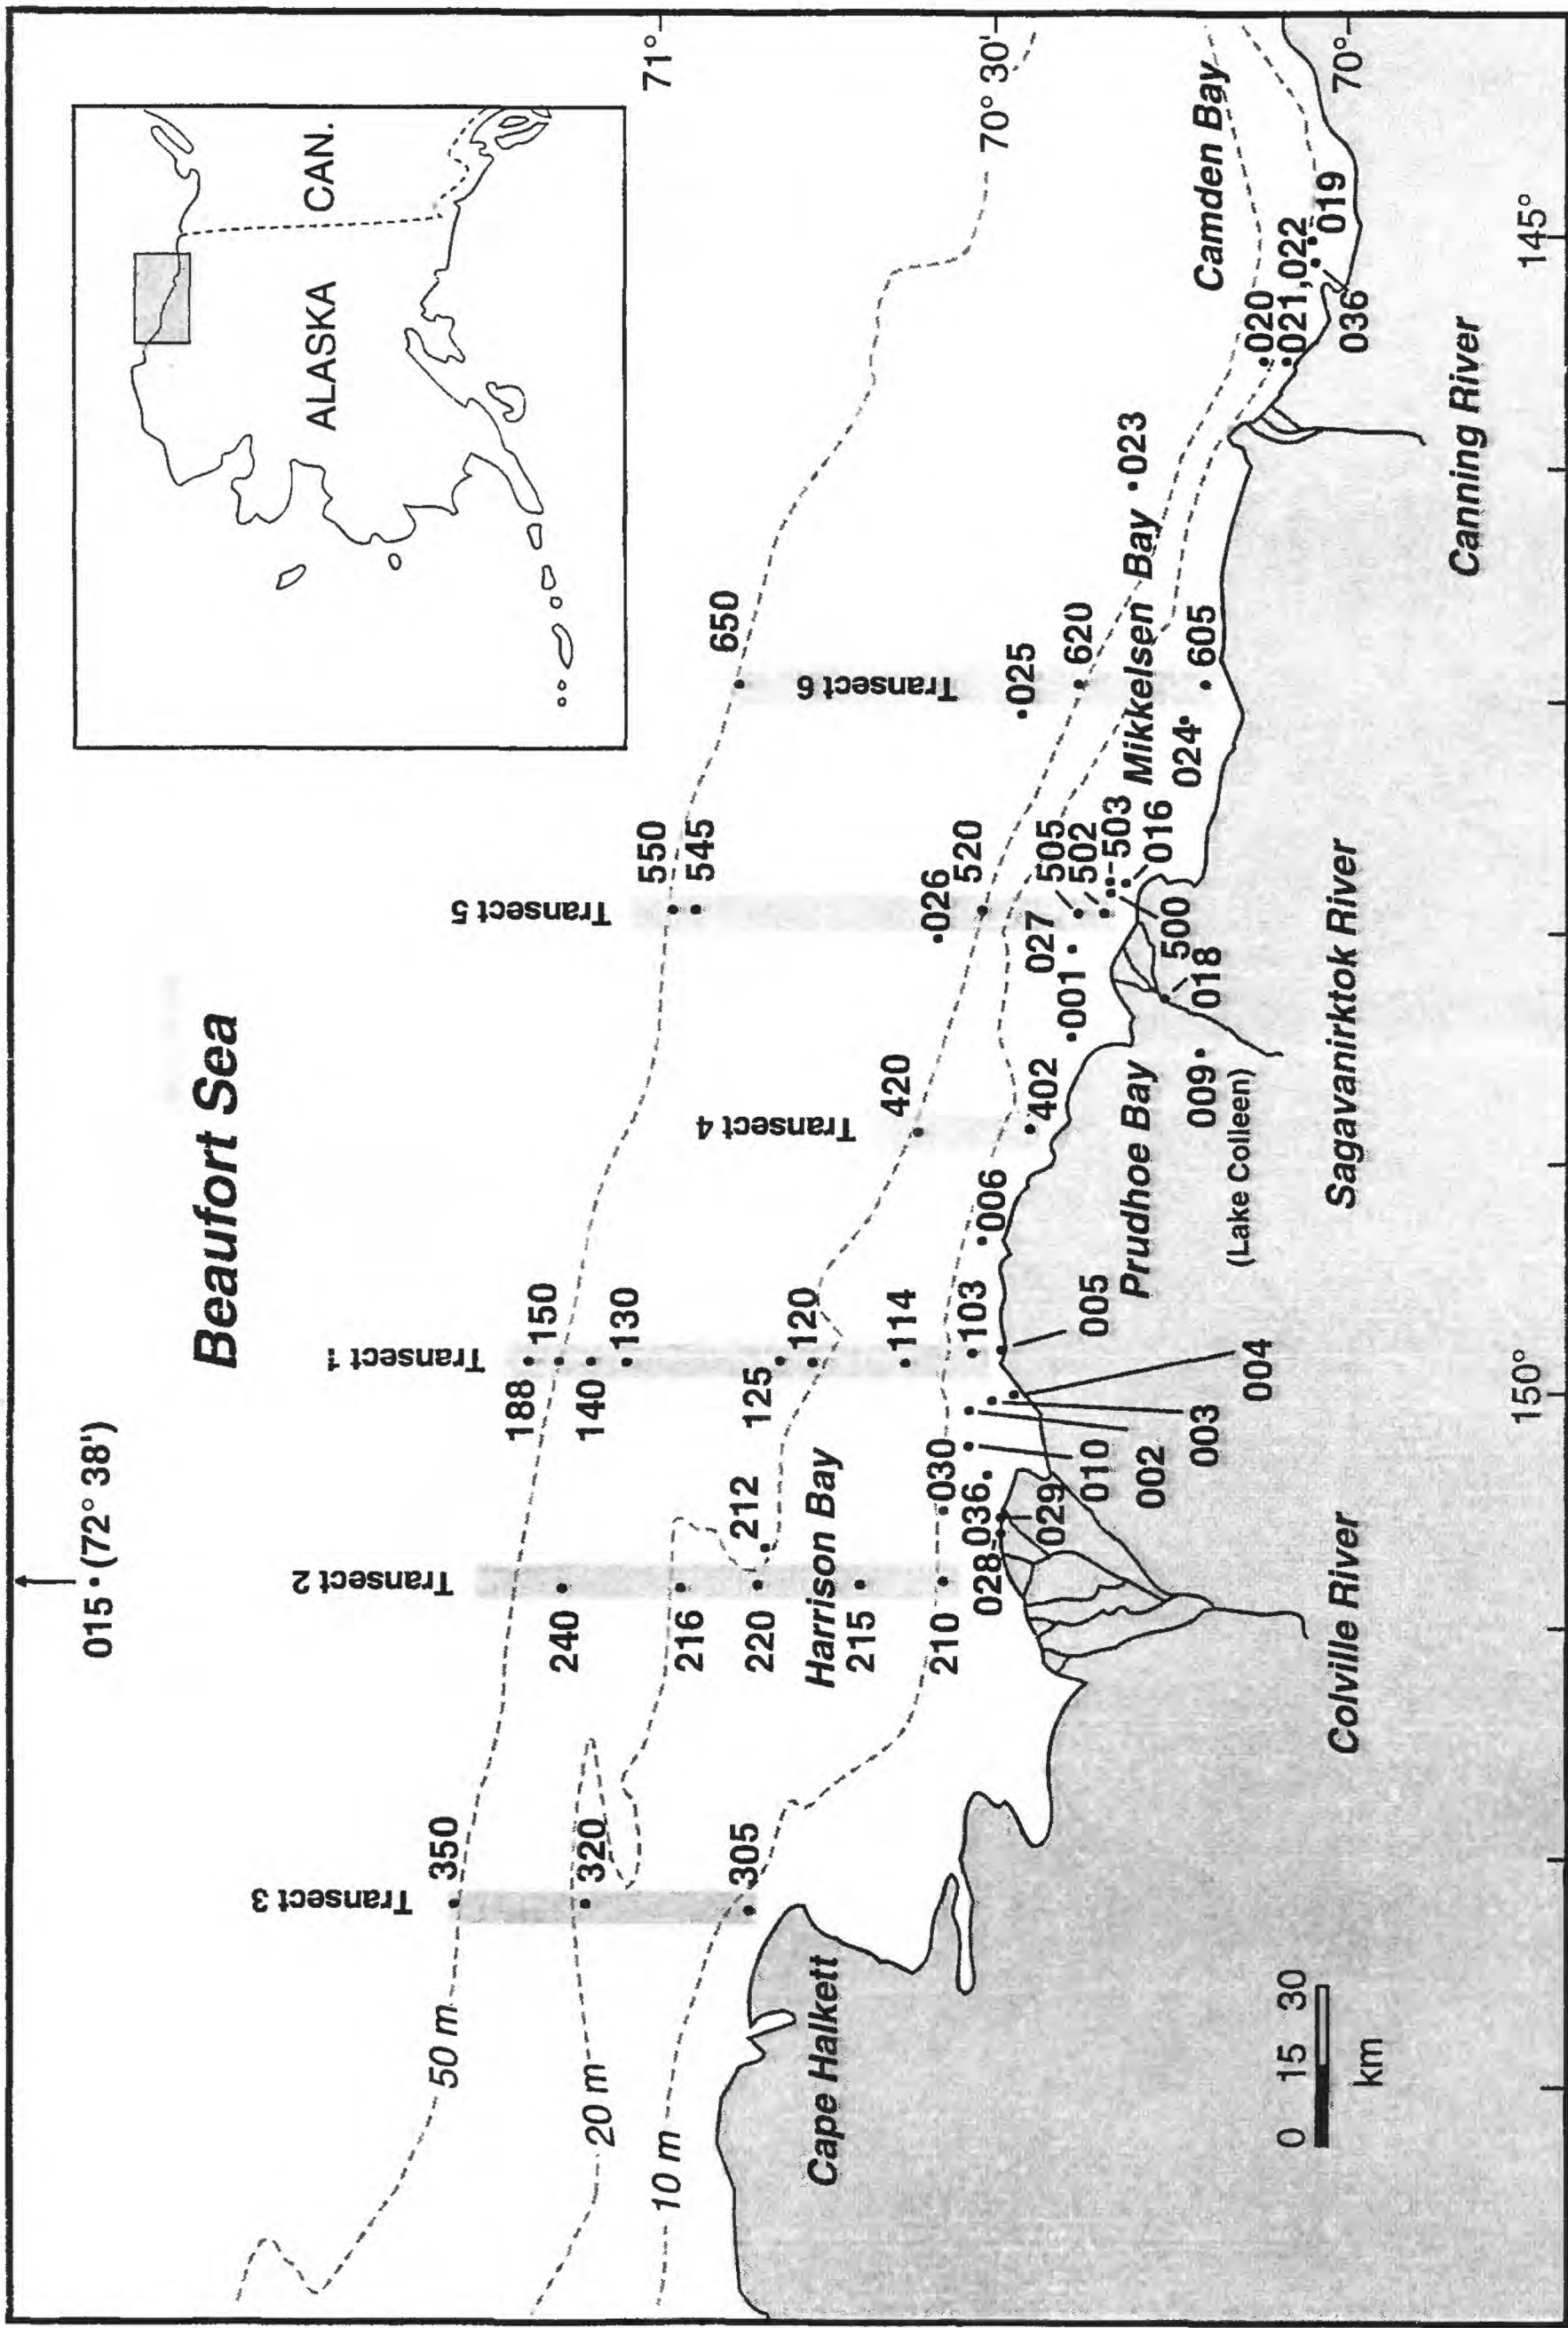 015 (72° 38')
Beaufort Sea
ALASKA
CAN.
71°
70° 30'
70°
145°
150°
50 m
20 m
10 m
Transect 3
350
320
305
Transect 2
240
216
212
220
215
210
Harrison Bay
Transect 1
188
150
140
130
125
120
114
103
030
036
028
029
010
002
003
004
005
006
Transect 4
420
402
Transect 5
550
545
026
520
505
502
503
016
500
027
001
018
009
(Lake Colleen)
Prudhoe Bay
Transect 6
650
025
620
605
024
Mikkelsen Bay
023
Camden Bay
020
021,022
019
036
Cape Halkett
Colville River
Sagavanirktok River
Canning River
0 15 30
km